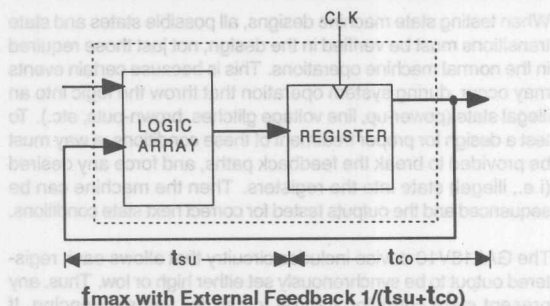 When testing state machine designs, all possible states and state
transitions must be verified in the design, not just those required
in the normal machine operations. This is because certain events
may occur during system operation that throw the logic into an
illegal state (power-up, line voltage glitches, brown-out, etc.). To
test a design for proper treatment of these conditions, a way must
be provided to break the feedback paths, and force any desired
(i.e., illegal) state into the registers. Then the machine can be
sequenced and the outputs tested for correct next state conditions.
CLK
LOGIC
ARRAY
REGISTER
The
device includes circuitry that allows each regis-
tered output to be synchronously set either high or low. Thus, any
tsu
tco
fmax with External Feedback 1/(tsu+tco)